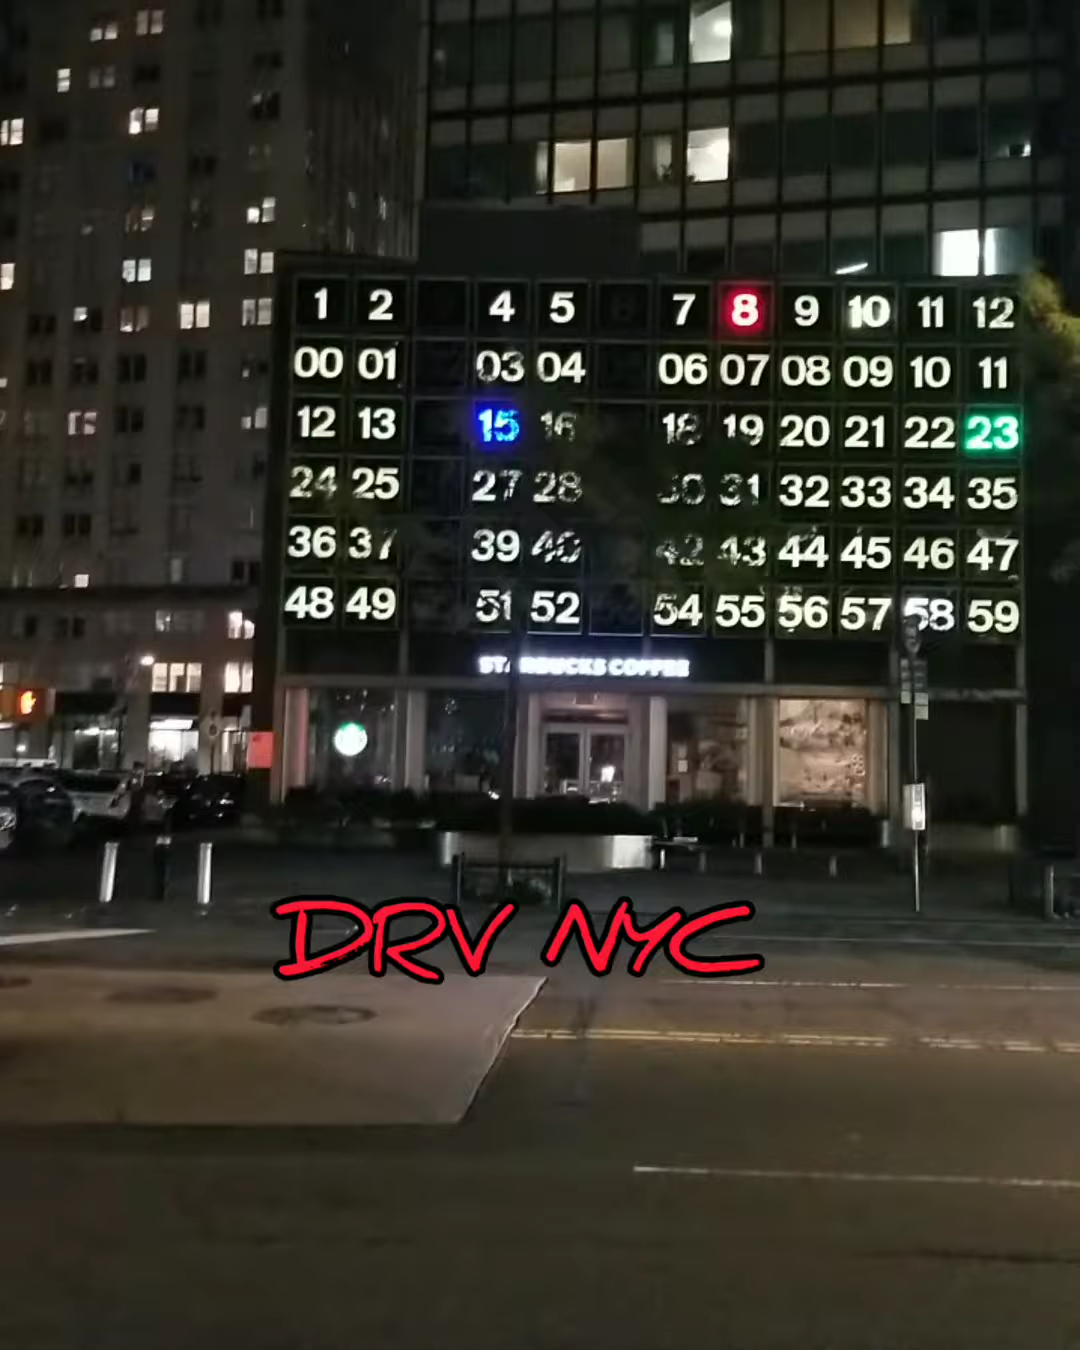 1 2 4 5 7 8 9 10 11 12
00 01 03 04 06 07 08 09 10 11
12 13 15 16 18 19 20 21 22 23
24 25 27 28 30 31 32 33 34 35
36 37 39 40 42 43 44 45 46 47
48 49 51 52 54 55 56 57 58 59
STARBUCKS COFFEE
DRV NYC